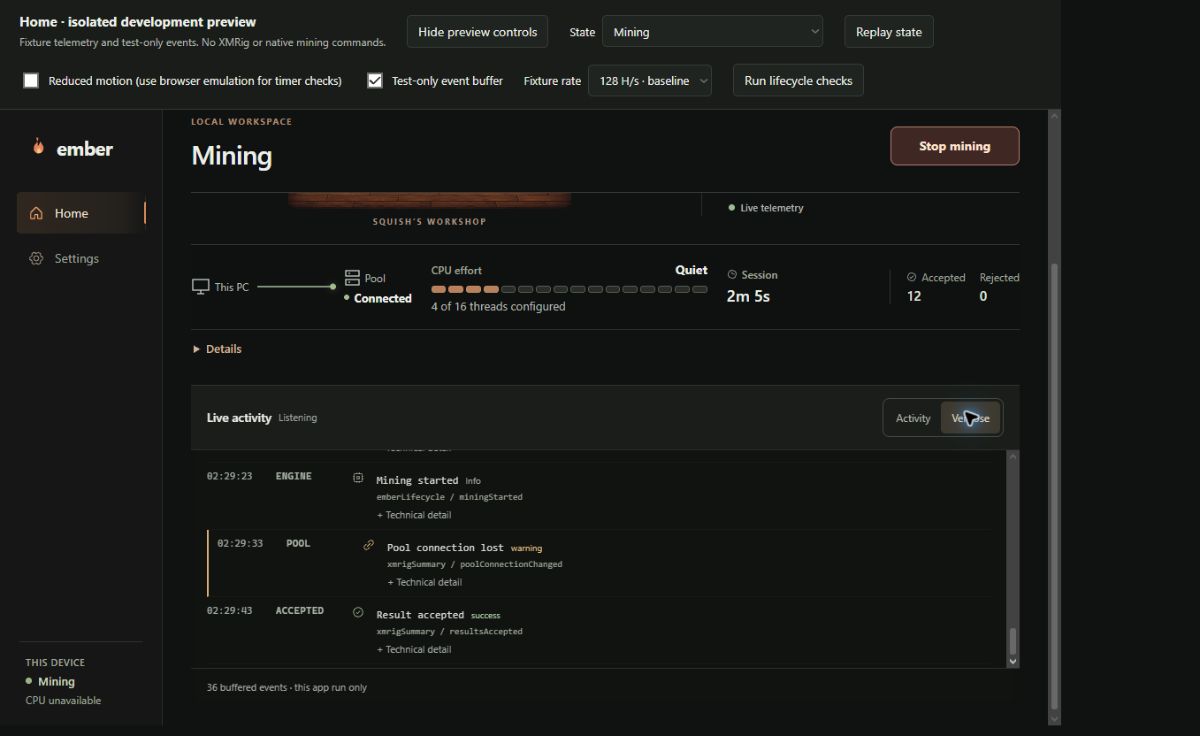 Home · isolated development preview
Fixture telemetry and test-only events. No XMRig or native mining commands.
Hide preview controls
State
Mining
Replay state
Reduced motion (use browser emulation for timer checks)
Test-only event buffer
Fixture rate
128 H/s · baseline
Run lifecycle checks
ember
Home
Settings
LOCAL WORKSPACE
Mining
Stop mining
SQUISH'S WORKSHOP
Live telemetry
This PC
Pool
Connected
CPU effort
Quiet
4 of 16 threads configured
Session
2m 5s
Accepted
12
Rejected
0
Details
Live activity Listening
Activity
02:29:23 ENGINE Mining started Info
emberLifecycle / miningStarted
+ Technical detail
02:29:33 POOL Pool connection lost warning
xmrigSummary / poolConnectionChanged
+ Technical detail
02:29:43 ACCEPTED Result accepted success
xmrigSummary / resultsAccepted
+ Technical detail
36 buffered events · this app run only
THIS DEVICE
Mining
CPU unavailable